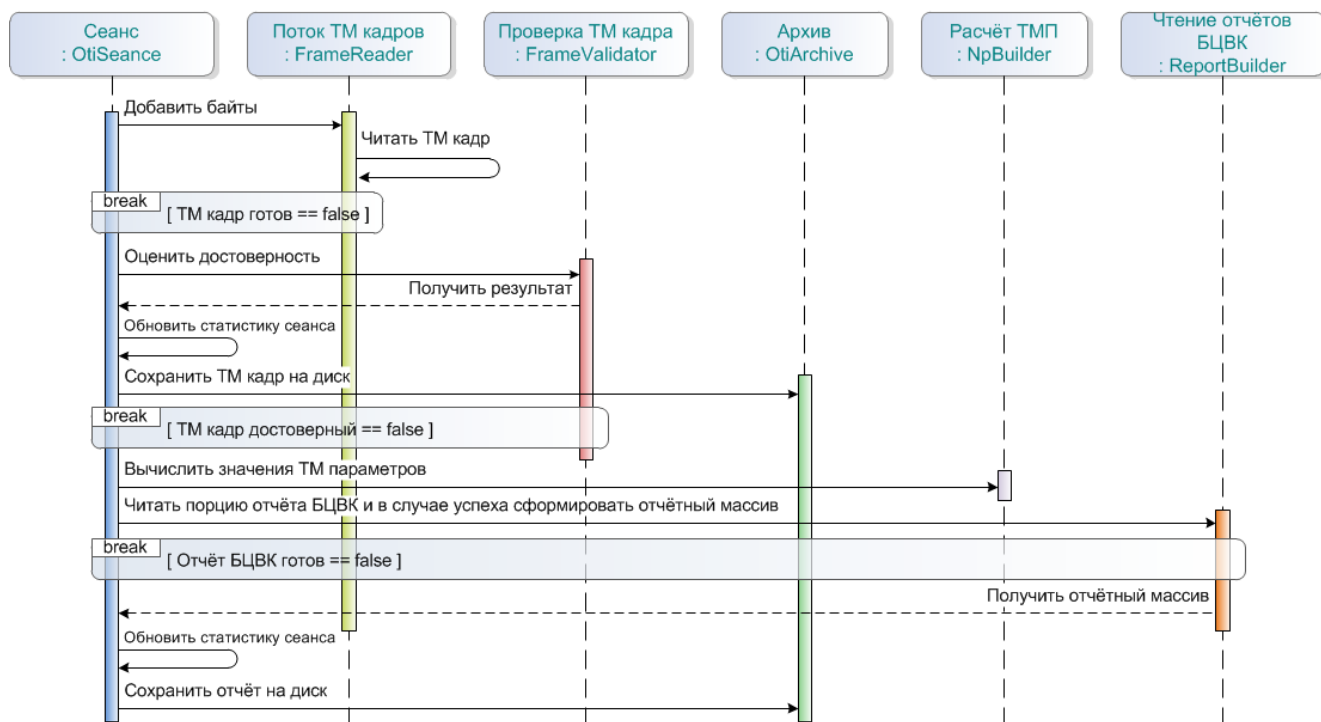 Сеанс
: OtiSeance
Поток ТМ кадров
: FrameReader
Проверка ТМ кадра
: FrameValidator
Архив
: OtiArchive
Расчёт ТМП
: NpBuilder
Чтение отчётов
БЦВК
: ReportBuilder
Добавить байты
Читать ТМ кадр
break
[ ТМ кадр готов == false ]
Оценить достоверность
Получить результат
Обновить статистику сеанса
Сохранить ТМ кадр на диск
break
[ ТМ кадр достоверный == false ]
Вычислить значения ТМ параметров
Читать порцию отчёта БЦВК и в случае успеха сформировать отчётный массив
break
[ Отчёт БЦВК готов == false ]
Получить отчётный массив
Обновить статистику сеанса
Сохранить отчёт на диск